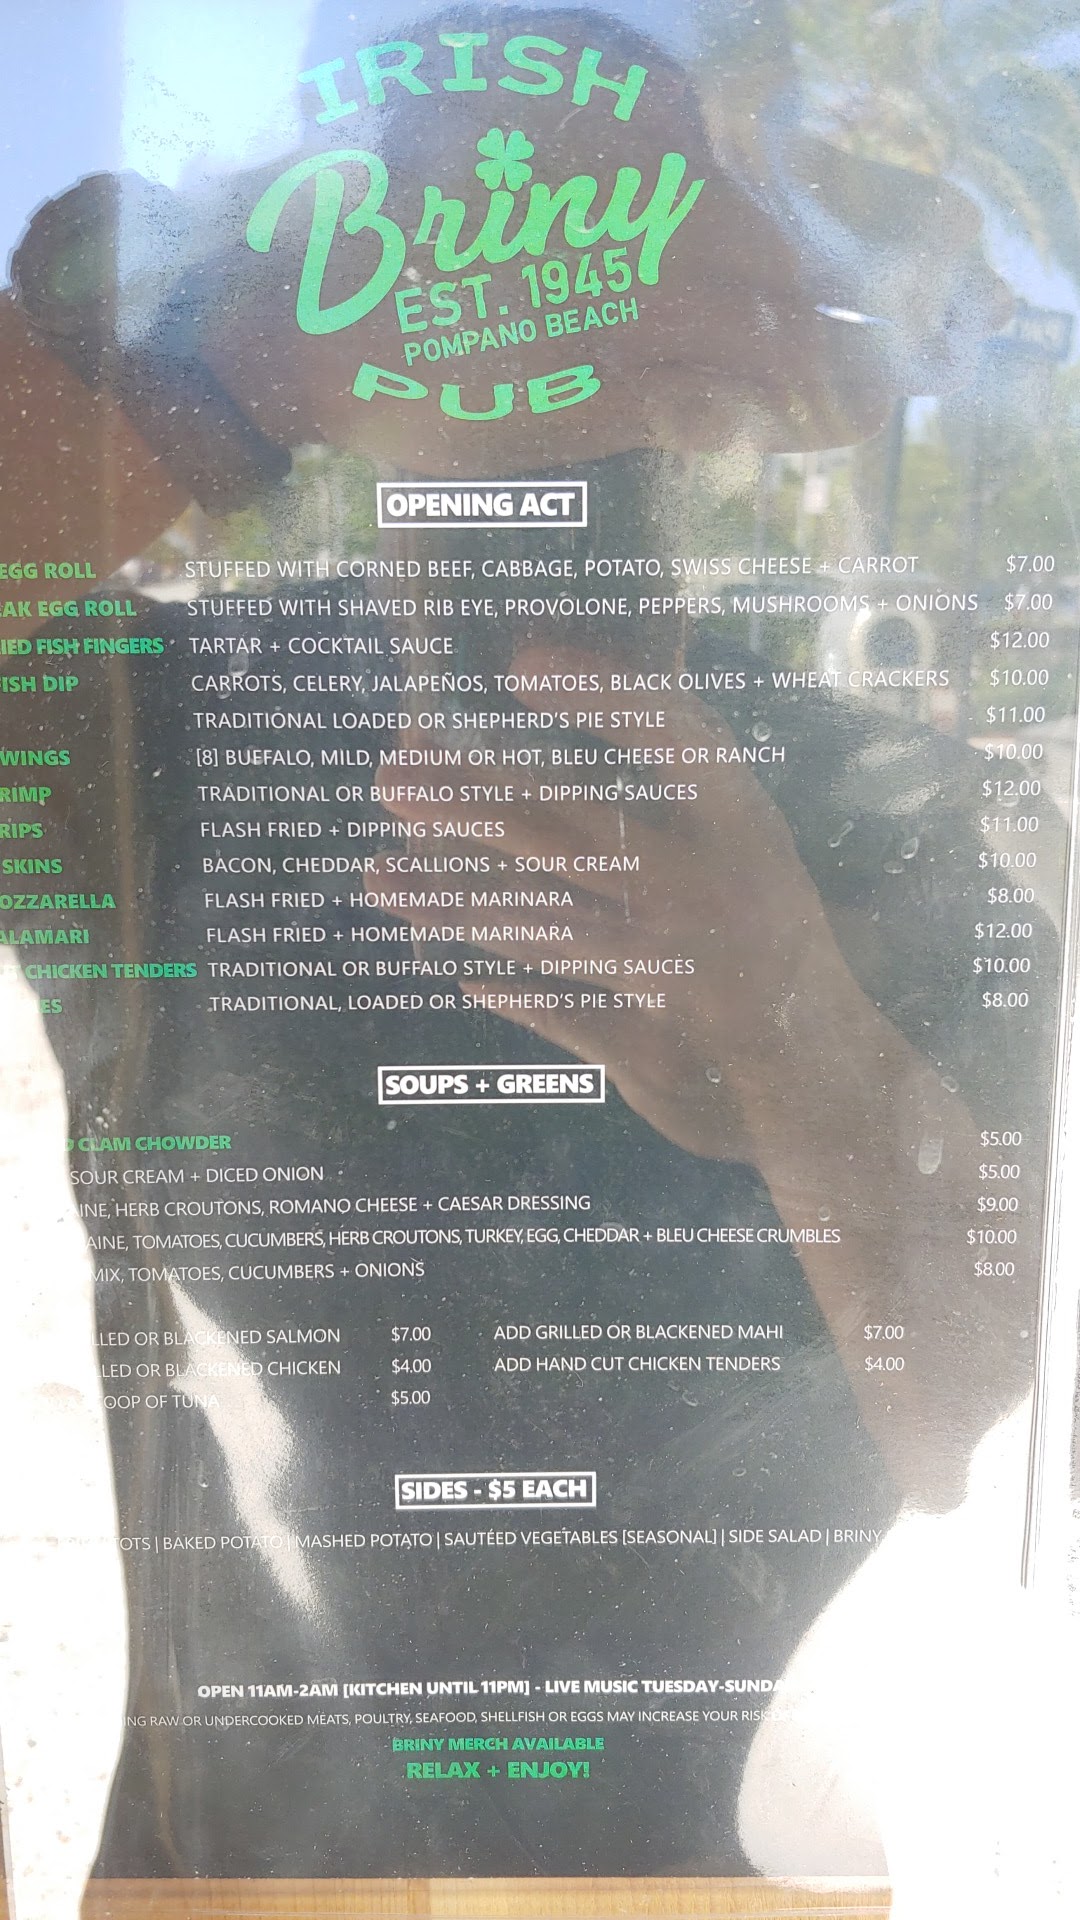 IRISH
Briny
EST. 1945
POMPANO BEACH
PUB
OPENING ACT
EGG ROLL STUFFED WITH CORNED BEEF, CABBAGE, POTATO, SWISS CHEESE + CARROT $7.00
AK EGG ROLL STUFFED WITH SHAVED RIB EYE, PROVOLONE, PEPPERS, MUSHROOMS + ONIONS $7.00
IED FISH FINGERS TARTAR + COCKTAIL SAUCE $12.00
ISH DIP CARROTS, CELERY, JALAPEÑOS, TOMATOES, BLACK OLIVES + WHEAT CRACKERS $10.00
TRADITIONAL LOADED OR SHEPHERD'S PIE STYLE $11.00
WINGS [8] BUFFALO, MILD, MEDIUM OR HOT, BLEU CHEESE OR RANCH $10.00
RIMP TRADITIONAL OR BUFFALO STYLE + DIPPING SAUCES $12.00
RIPS FLASH FRIED + DIPPING SAUCES $11.00
SKINS BACON, CHEDDAR, SCALLIONS + SOUR CREAM $10.00
OZZARELLA FLASH FRIED + HOMEMADE MARINARA $8.00
ALAMARI FLASH FRIED + HOMEMADE MARINARA $12.00
CHICKEN TENDERS TRADITIONAL OR BUFFALO STYLE + DIPPING SAUCES $10.00
ES TRADITIONAL, LOADED OR SHEPHERD'S PIE STYLE $8.00
SOUPS + GREENS
CLAM CHOWDER $5.00
SOUR CREAM + DICED ONION $5.00
INE, HERB CROUTONS, ROMANO CHEESE + CAESAR DRESSING $9.00
AINE, TOMATOES, CUCUMBERS, HERB CROUTONS, TURKEY, EGG, CHEDDAR + BLEU CHEESE CRUMBLES $10.00
MIX, TOMATOES, CUCUMBERS + ONIONS $8.00
LLED OR BLACKENED SALMON $7.00 ADD GRILLED OR BLACKENED MAHI $7.00
LLED OR BLACKENED CHICKEN $4.00 ADD HAND CUT CHICKEN TENDERS $4.00
OOP OF TUNA $5.00
SIDES - $5 EACH
TOTS | BAKED POTATO | MASHED POTATO | SAUTÉED VEGETABLES [SEASONAL] | SIDE SALAD | BRINY
OPEN 11AM-2AM [KITCHEN UNTIL 11PM] - LIVE MUSIC TUESDAY-SUNDA
ING RAW OR UNDERCOOKED MEATS, POULTRY, SEAFOOD, SHELLFISH OR EGGS MAY INCREASE YOUR RISK
BRINY MERCH AVAILABLE
RELAX + ENJOY!